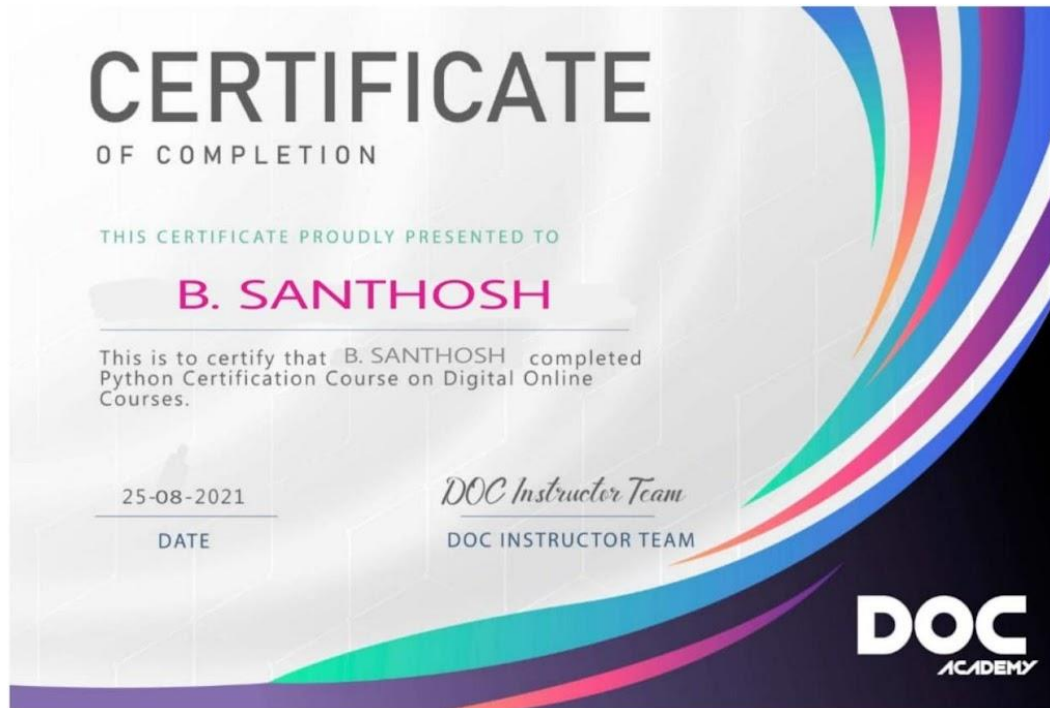 CERTIFICATE
OF COMPLETION
THIS CERTIFICATE PROUDLY PRESENTED TO
B. SANTHOSH
This is to certify that B. SANTHOSH completed
Python Certification Course on Digital Online
Courses.
25-08-2021
DATE
DOC Instructor Team
DOC INSTRUCTOR TEAM
DOC
ACADEMY